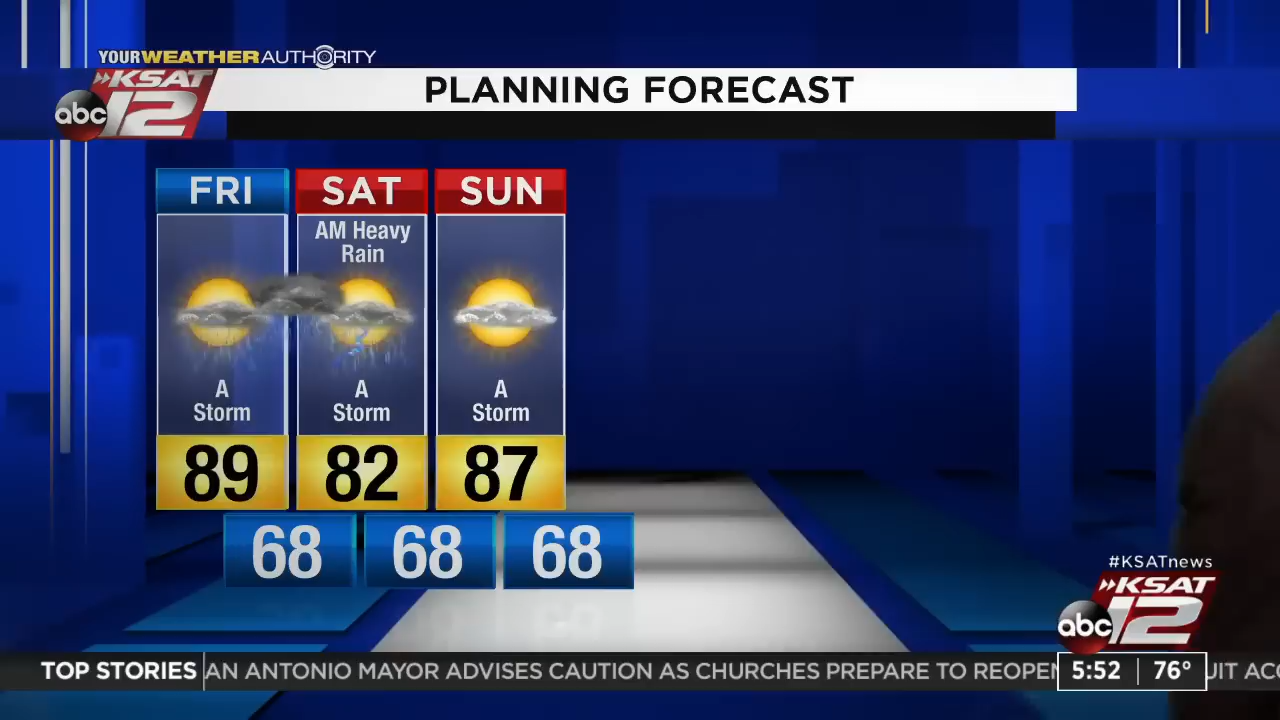 YOURWEATHERAUTHORITY
KSAT
abc 12
PLANNING FORECAST
FRI SAT SUN
AM Heavy
Rain
A A A
Storm Storm Storm
89 82 87
68 68 68
#KSATnews
KSAT
abc 12
TOP STORIES AN ANTONIO MAYOR ADVISES CAUTION AS CHURCHES PREPARE TO REOPEN 5:52 76° UIT ACC